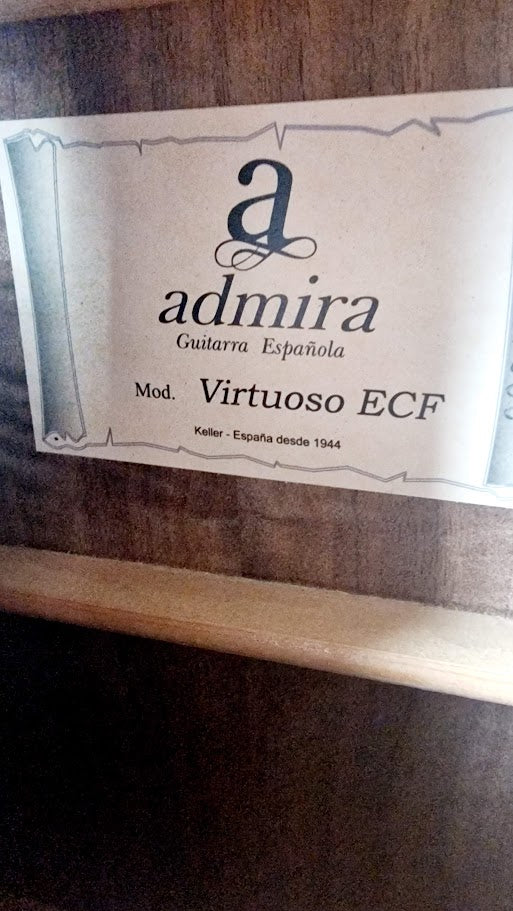 a
admira
Guitarra Española
Mod. Virtuoso ECF
Keller - España desde 1944